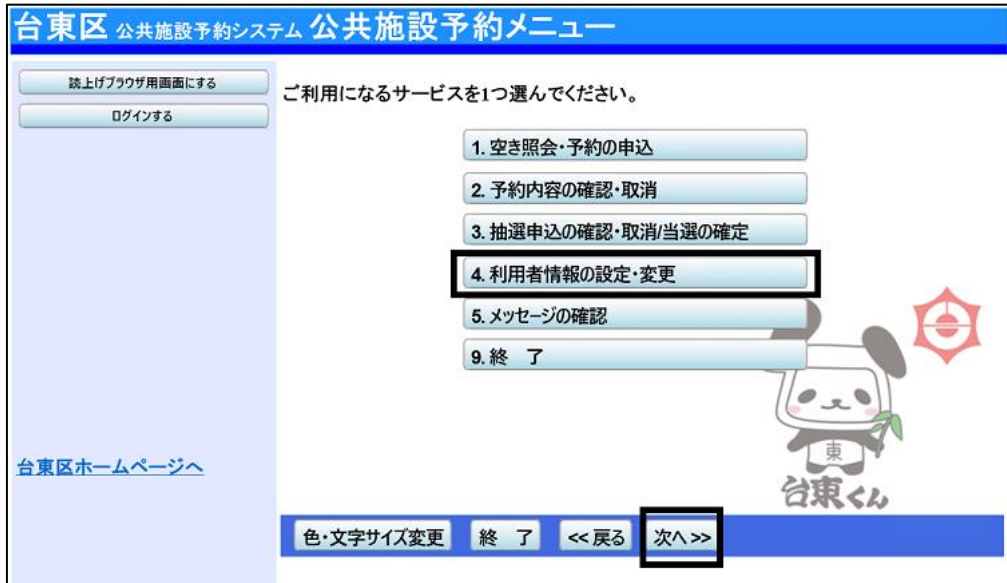 台東区 公共施設予約システム 公共施設予約メニュー
読上げブラウザ用画面にする
ログインする
台東区ホームページへ
ご利用になるサービスを1つ選んでください。
1. 空き照会・予約の申込
2. 予約内容の確認・取消
3. 抽選申込の確認・取消/当選の確定
4. 利用者情報の設定・変更
5. メッセージの確認
9. 終　了
東
台東くん
色・文字サイズ変更 終　了 <<戻る 次へ>>